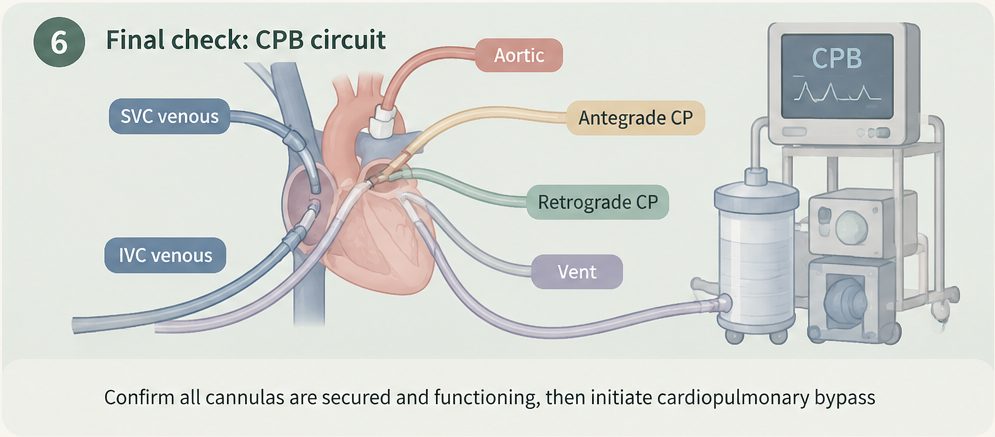 6
Final check: CPB circuit
Aortic
CPB
SVC venous
Antegrade CP
Retrograde CP
IVC venous
Vent
Confirm all cannulas are secured and functioning, then initiate cardiopulmonary bypass